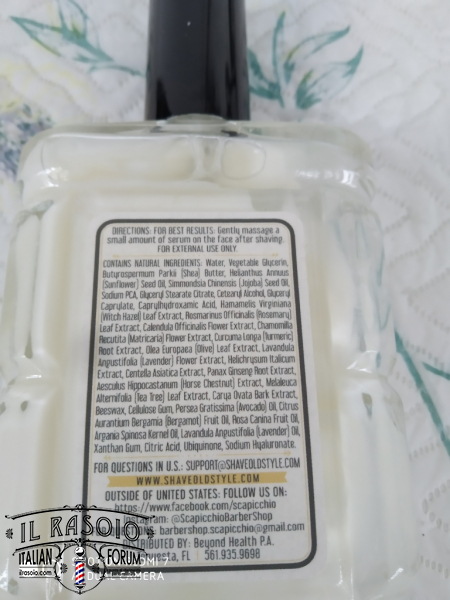 DIRECTIONS: FOR BEST RESULTS: Gently massage a
small amount of serum on the face after shaving.
FOR EXTERNAL USE ONLY
CONTAINS NATURAL INGREDIENTS: Water, Vegetable Glycerin,
Butyrospermum Parkii (Shea) Butter, Helianthus Annuus
(Sunflower) Seed Oil, Simmondsia Chinensis (Jojoba) Seed Oil,
Sodium PCA, Glyceryl Stearate Citrate, Cetearyl Alcohol, Glyceryl
Caprylate, Caprylhydroxamic Acid, Hamamelis Virginiana
(Witch Hazel) Leaf Extract, Rosmarinus Officinalis (Rosemary)
Leaf Extract, Calendula Officinalis Flower Extract, Chamomilla
Recutita (Matricaria) Flower Extract, Curcuma Longa (Turmeric)
Root Extract, Olea Europaea (Olive) Leaf Extract, Lavandula
Angustifolia (Lavender) Flower Extract, Helichrysum Italicum
Extract, Centella Asiatica Extract, Panax Ginseng Root Extract,
Aesculus Hippocastanum (Horse Chestnut) Extract, Melaleuca
Alternifolia (Tea Tree) Leaf Extract, Carya Ovata Bark Extract,
Beeswax, Cellulose Gum, Persea Gratissima (Avocado) Oil, Citrus
Aurantium Bergamia (Bergamot) Fruit Oil, Rosa Canina Fruit Oil,
Argania Spinosa Kernel Oil, Lavandula Angustifolia (Lavender) Oil,
Xanthan Gum, Citric Acid, Ubiquinone, Sodium Hyaluronate.
FOR QUESTIONS IN U.S.: SUPPORT@SHAVEOLDSTYLE.COM
WWW.SHAVEOLDSTYLE.COM
OUTSIDE OF UNITED STATES: FOLLOW US ON:
https://www.facebook.com/scapicchio
@ScapicchioBarberShop
barbershop.scapicchio@gmail.com
BY: Beyond Health P.A.
FL | 561.935.9698
IL RASOIO
ITALIAN FORUM
ilrasoio.com
DUAL CAMERA